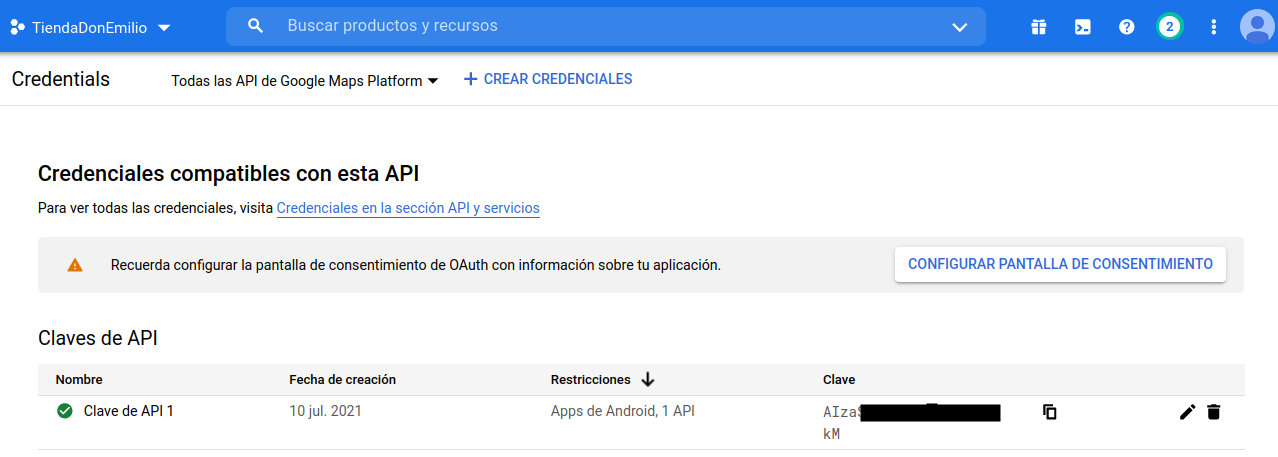 TiendaDonEmilio Buscar productos y recursos 2
Credentials Todas las API de Google Maps Platform + CREAR CREDENCIALES
Credenciales compatibles con esta API
Para ver todas las credenciales, visita Credenciales en la sección API y servicios
Recuerda configurar la pantalla de consentimiento de OAuth con información sobre tu aplicación. CONFIGURAR PANTALLA DE CONSENTIMIENTO
Claves de API
Nombre Fecha de creación Restricciones Clave
Clave de API 1 10 jul. 2021 Apps de Android, 1 API AIza
kM